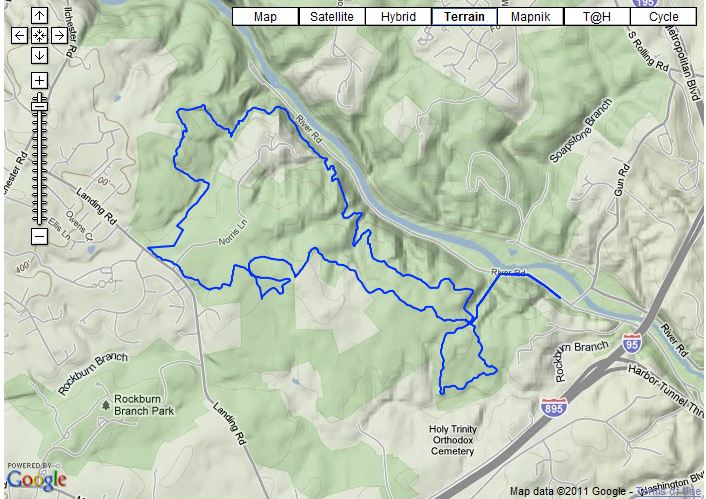 Map
Satellite
Hybrid
Terrain
Mapnik
T@H
Cycle
Ilchester Rd
195
S Rolling Rd
Metropolitan Blvd
River Rd
Soapstone Branch
chester Rd
Landing Rd
00'
Gun Rd
Owens Ct
Ellis Ln
Norris Ln
400'
River Rd
River Rd
95
Rockburn Branch
Rockburn Branch
Harbor-Tunnel Thr
895
Rockburn
Branch Park
Landing Rd
Holy Trinity
Orthodox
Cemetery
POWERED BY
Google
Washington Blvd
Map data ©2011 Google - Terms of Use